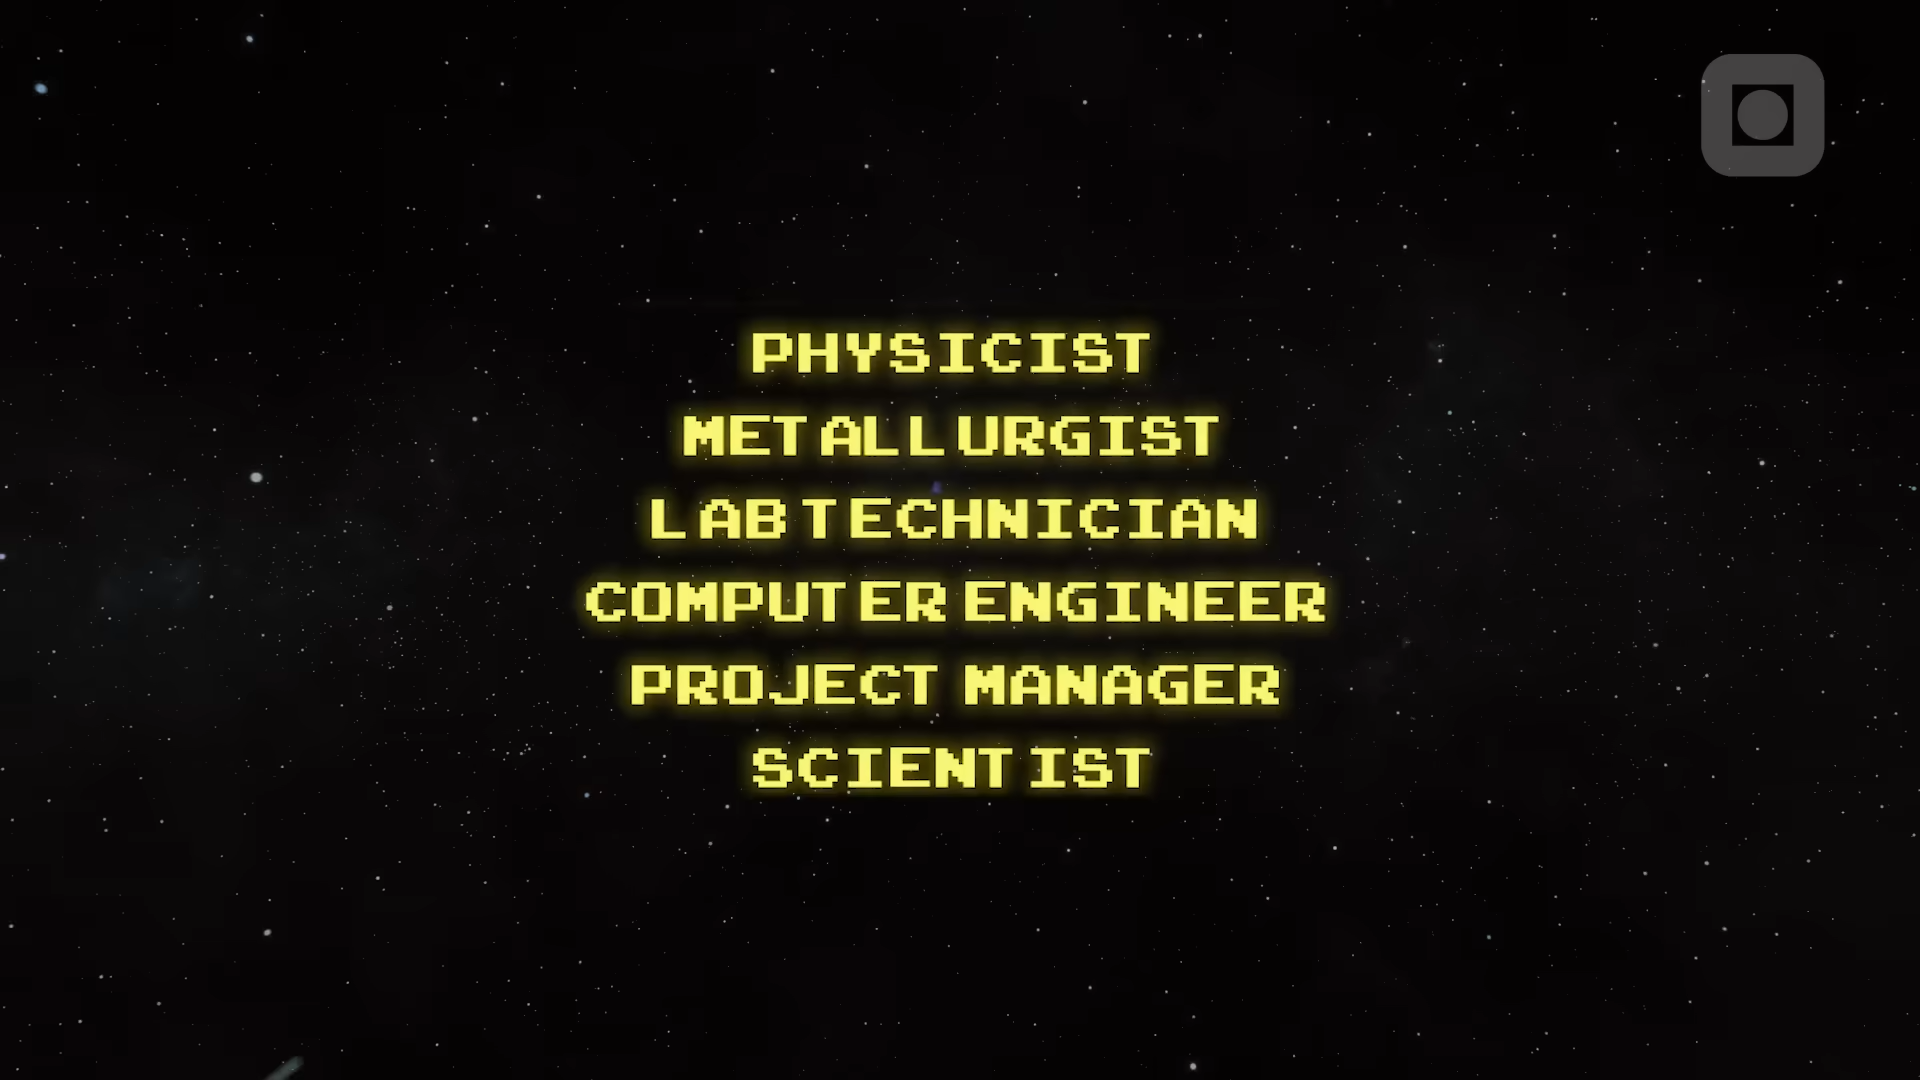 PHYSICIST
METALLURGIST
LAB TECHNICIAN
COMPUTER ENGINEER
PROJECT MANAGER
SCIENTIST